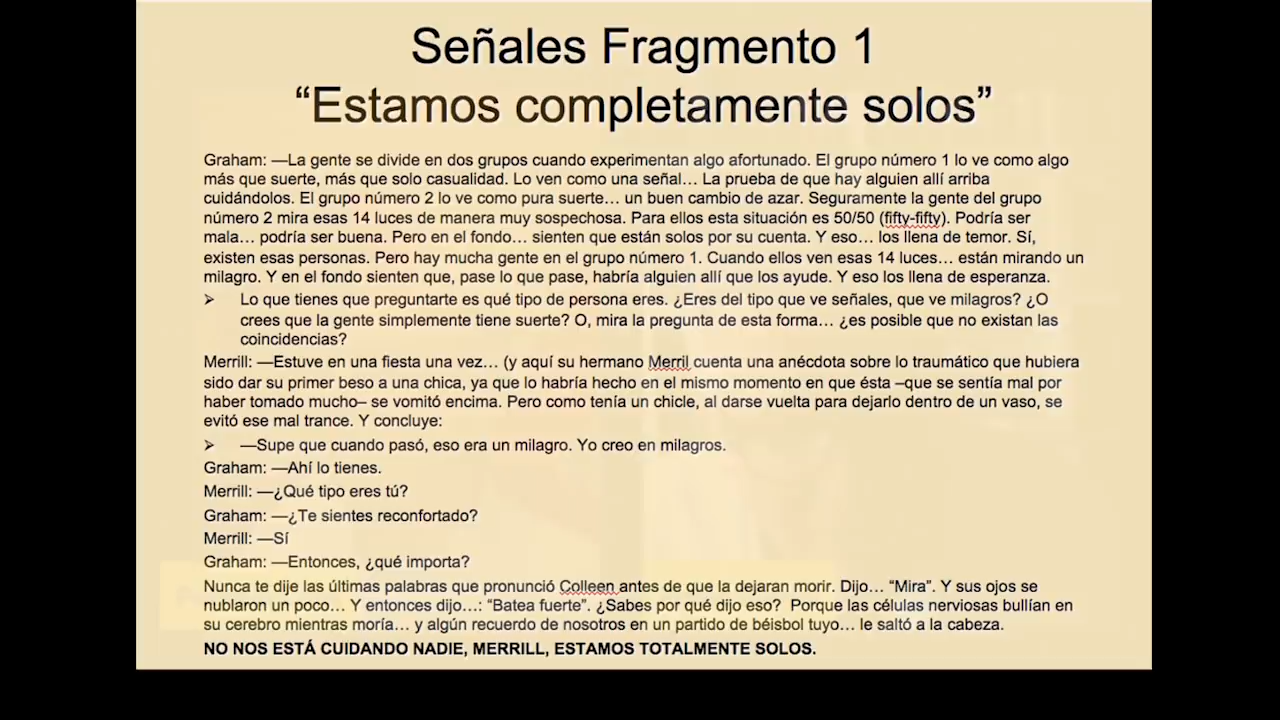 Señales Fragmento 1
“Estamos completamente solos”
Graham: —La gente se divide en dos grupos cuando experimentan algo afortunado. El grupo número 1 lo ve como algo
más que suerte, más que solo casualidad. Lo ven como una señal… La prueba de que hay alguien allí arriba
cuidándolos. El grupo número 2 lo ve como pura suerte… un buen cambio de azar. Seguramente la gente del grupo
número 2 mira esas 14 luces de manera muy sospechosa. Para ellos esta situación es 50/50 (fifty-fifty). Podría ser
mala… podría ser buena. Pero en el fondo… sienten que están solos por su cuenta. Y eso… los llena de temor. Sí,
existen esas personas. Pero hay mucha gente en el grupo número 1. Cuando ellos ven esas 14 luces… están mirando un
milagro. Y en el fondo sienten que, pase lo que pase, habría alguien allí que los ayude. Y eso los llena de esperanza.
➢ Lo que tienes que preguntarte es qué tipo de persona eres. ¿Eres del tipo que ve señales, que ve milagros? ¿O
crees que la gente simplemente tiene suerte? O, mira la pregunta de esta forma… ¿es posible que no existan las
coincidencias?
Merrill: —Estuve en una fiesta una vez… (y aquí su hermano Merril cuenta una anécdota sobre lo traumático que hubiera
sido dar su primer beso a una chica, ya que lo habría hecho en el mismo momento en que ésta –que se sentía mal por
haber tomado mucho– se vomitó encima. Pero como tenía un chicle, al darse vuelta para dejarlo dentro de un vaso, se
evitó ese mal trance. Y concluye:
➢ —Supe que cuando pasó, eso era un milagro. Yo creo en milagros.
Graham: —Ahí lo tienes.
Merrill: —¿Qué tipo eres tú?
Graham: —¿Te sientes reconfortado?
Merrill: —Sí
Graham: —Entonces, ¿qué importa?
Nunca te dije las últimas palabras que pronunció Colleen antes de que la dejaran morir. Dijo… “Mira”. Y sus ojos se
nublaron un poco… Y entonces dijo…: “Batea fuerte”. ¿Sabes por qué dijo eso? Porque las células nerviosas bullían en
su cerebro mientras moría… y algún recuerdo de nosotros en un partido de béisbol tuyo… le saltó a la cabeza.
NO NOS ESTÁ CUIDANDO NADIE, MERRILL, ESTAMOS TOTALMENTE SOLOS.